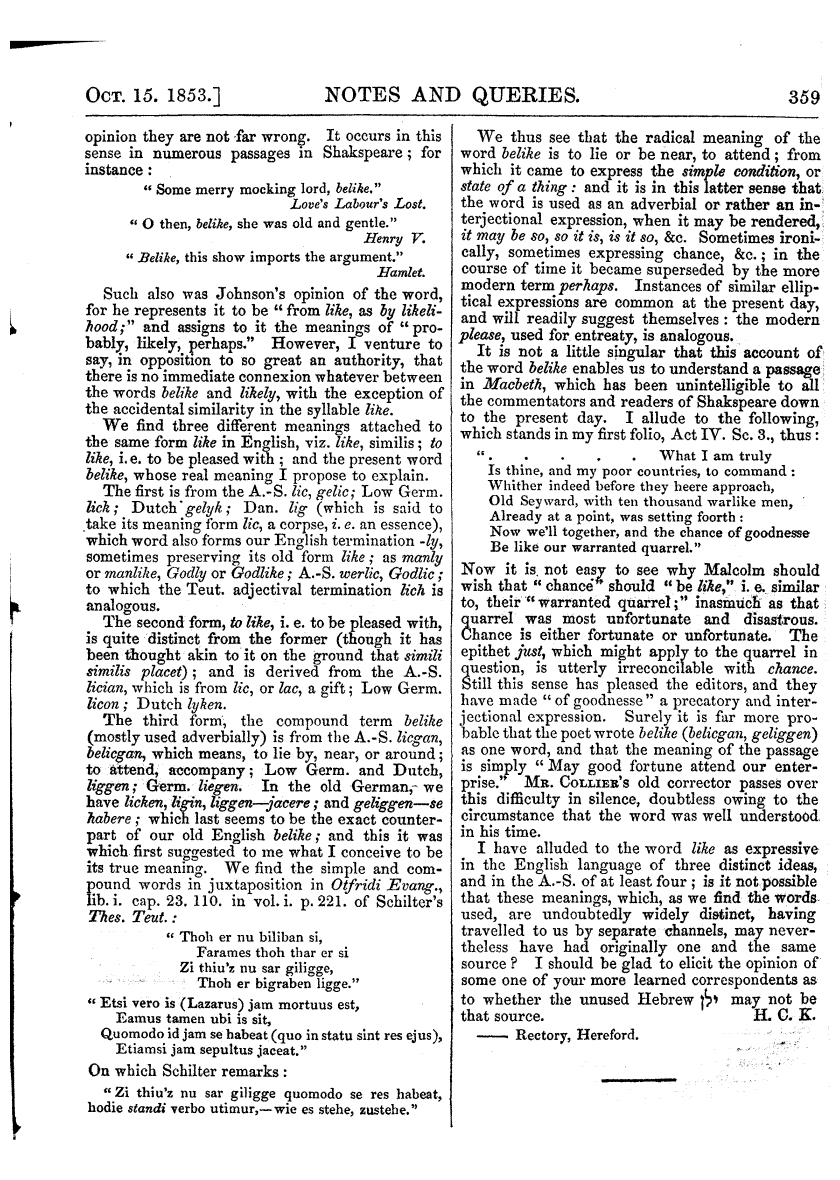 OCT. 15. 1853.] NOTES AND QUERIES. 359
opinion they are not far wrong. It occurs in this
sense in numerous passages in Shakspeare; for
instance:
"Some merry mocking lord, belike."
Love's Labour's Lost.
"O then, belike, she was old and gentle."
Henry V.
"Belike, this show imports the argument."
Hamlet.
Such also was Johnson's opinion of the word,
for he represents it to be "from like, as by likeli-
hood;" and assigns to it the meanings of "pro-
bably, likely, perhaps." However, I venture to
say, in opposition to so great an authority, that
there is no immediate connexion whatever between
the words belike and likely, with the exception of
the accidental similarity in the syllable like.
We find three different meanings attached to
the same form like in English, viz. like, similis; to
like, i.e. to be pleased with; and the present word
belike, whose real meaning I propose to explain.
The first is from the A.-S. lic, gelic; Low Germ.
lick; Dutch gelyk; Dan. lig (which is said to
take its meaning form lic, a corpse, i. e. an essence),
which word also forms our English termination -ly,
sometimes preserving its old form like; as manly
or manlike, Godly or Godlike; A.-S. werlic, Godlic;
to which the Teut. adjectival termination lich is
analogous.
The second form, to like, i. e. to be pleased with,
is quite distinct from the former (though it has
been thought akin to it on the ground that simili
similis placet); and is derived from the A.-S.
lician, which is from lic, or lac, a gift; Low Germ.
licon; Dutch lyken.
The third form, the compound term belike
(mostly used adverbially) is from the A.-S. licgan,
belicgan, which means, to lie by, near, or around;
to attend, accompany; Low Germ. and Dutch,
liggen; Germ. liegen. In the old German, we
have licken, ligin, liggen—jacere; and geliggen—se
habere; which last seems to be the exact counter-
part of our old English belike; and this it was
which first suggested to me what I conceive to be
its true meaning. We find the simple and com-
pound words in juxtaposition in Otfridi Evang.,
lib. i. cap. 23. 110. in vol. i. p. 221. of Schilter's
Thes. Teut.:
"Thoh er nu biliban si,
Farames thoh thar er si
Zi thiu'z nu sar giligge,
Thoh er bigraben ligge."
"Etsi vero is (Lazarus) jam mortuus est,
Eamus tamen ubi is sit,
Quomodo id jam se habeat (quo in statu sint res ejus),
Etiamsi jam sepultus jaceat."
On which Schilter remarks:
"Zi thiu'z nu sar giligge quomodo se res habeat,
hodie standi verbo utimur,—wie es stehe, zustehe."
We thus see that the radical meaning of the
word belike is to lie or be near, to attend; from
which it came to express the simple condition, or
state of a thing: and it is in this latter sense that
the word is used as an adverbial or rather an in-
terjectional expression, when it may be rendered,
it may be so, so it is, is it so, &c. Sometimes ironi-
cally, sometimes expressing chance, &c.; in the
course of time it became superseded by the more
modern term perhaps. Instances of similar ellip-
tical expressions are common at the present day,
and will readily suggest themselves: the modern
please, used for entreaty, is analogous.
It is not a little singular that this account of
the word belike enables us to understand a passage
in Macbeth, which has been unintelligible to all
the commentators and readers of Shakspeare down
to the present day. I allude to the following,
which stands in my first folio, Act IV. Sc. 3., thus:
". . . . . . What I am truly
Is thine, and my poor countries, to command:
Whither indeed before they heere approach,
Old Seyward, with ten thousand warlike men,
Already at a point, was setting foorth:
Now we'll together, and the chance of goodnesse
Be like our warranted quarrel."
Now it is not easy to see why Malcolm should
wish that "chance" should "be like," i. e. similar
to, their "warranted quarrel;" inasmuch as that
quarrel was most unfortunate and disastrous.
Chance is either fortunate or unfortunate. The
epithet just, which might apply to the quarrel in
question, is utterly irreconcilable with chance.
Still this sense has pleased the editors, and they
have made "of goodnesse" a precatory and inter-
jectional expression. Surely it is far more pro-
bable that the poet wrote belike (belicgan, geliggen)
as one word, and that the meaning of the passage
is simply "May good fortune attend our enter-
prise." MR. COLLIER's old corrector passes over
this difficulty in silence, doubtless owing to the
circumstance that the word was well understood
in his time.
I have alluded to the word like as expressive
in the English language of three distinct ideas,
and in the A.-S. of at least four; is it not possible
that these meanings, which, as we find the words
used, are undoubtedly widely distinct, having
travelled to us by separate channels, may never-
theless have had originally one and the same
source? I should be glad to elicit the opinion of
some one of your more learned correspondents as
to whether the unused Hebrew ילן may not be
that source. H. C. K.
—— Rectory, Hereford.